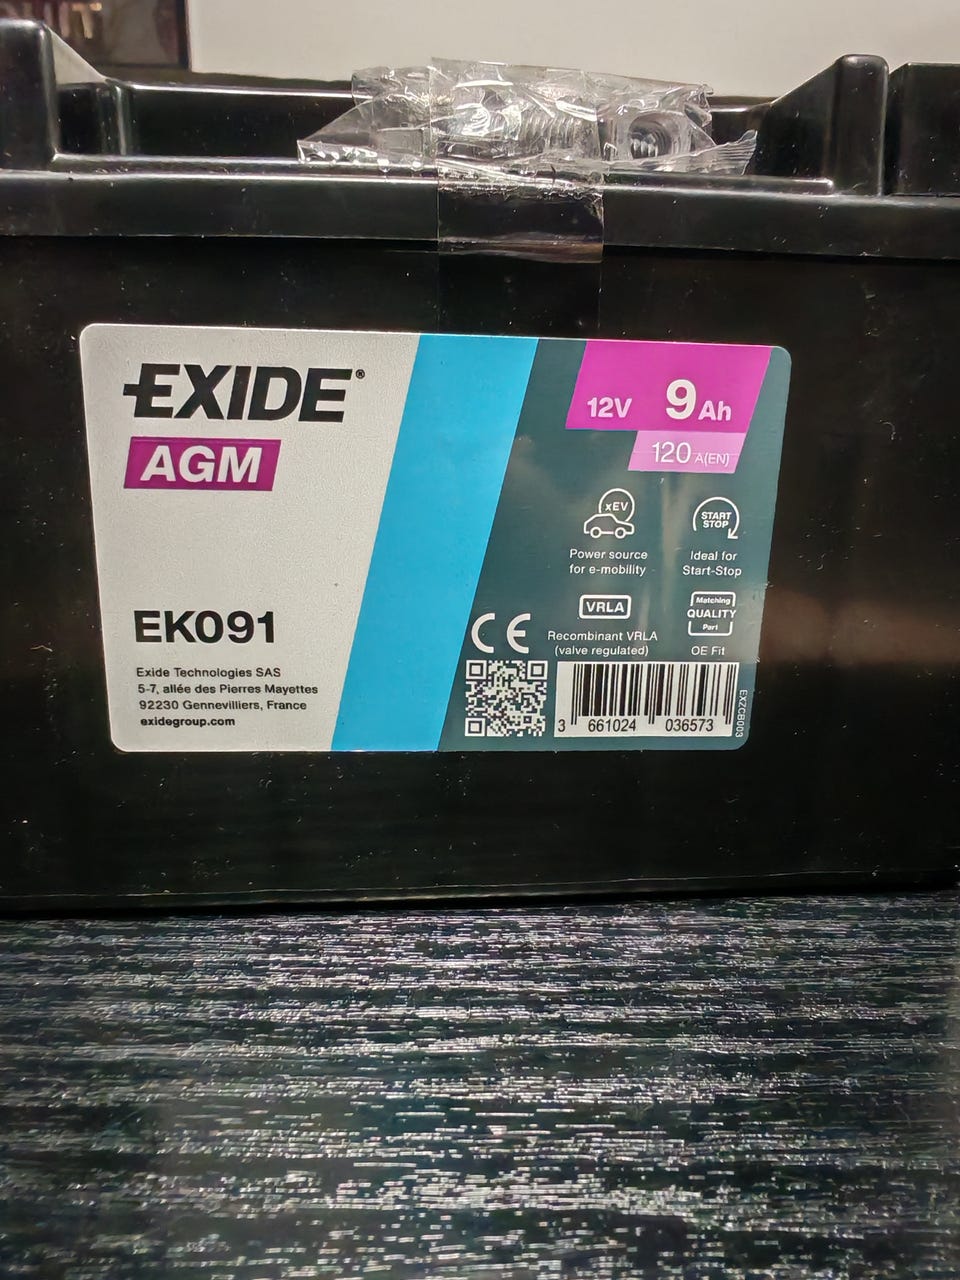 EXIDE®
AGM
12V 9 Ah
120 A(EN)
xEV
Power source
for e-mobility
START
STOP
Ideal for
Start-Stop
VRLA
Recombinant VRLA
(valve regulated)
Matching
QUALITY
Part
OE Fit
EK091
Exide Technologies SAS
5-7, allée des Pierres Mayettes
92230 Gennevilliers, France
exidegroup.com
CE
3 661024 036573
EXZCB003